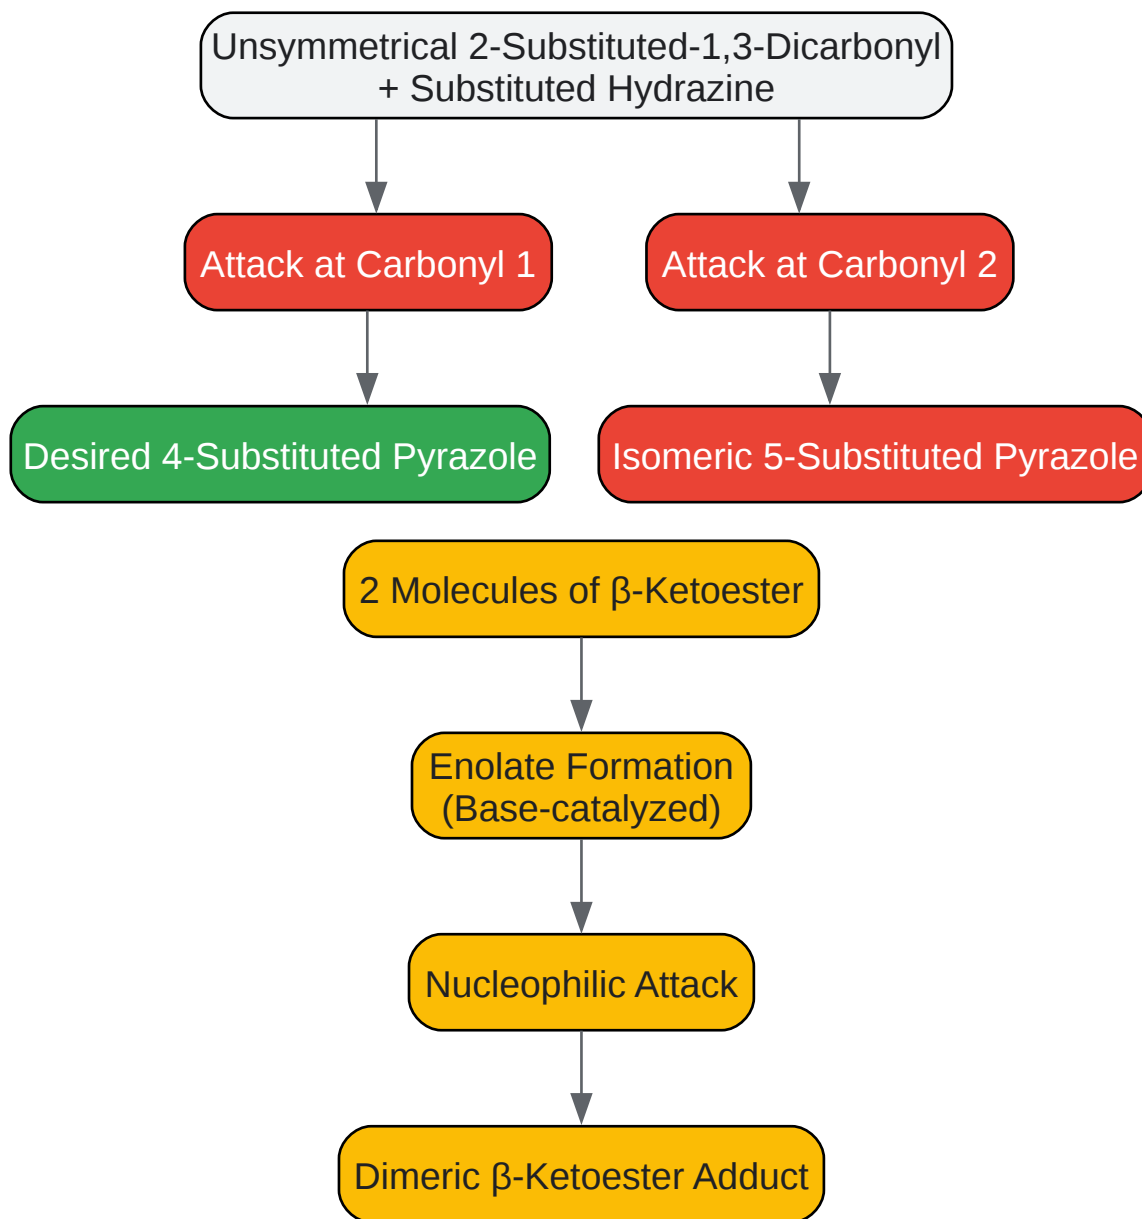 Unsymmetrical 2-Substituted-1,3-Dicarbonyl
+ Substituted Hydrazine
Attack at Carbonyl 1
Attack at Carbonyl 2
Desired 4-Substituted Pyrazole
Isomeric 5-Substituted Pyrazole
2 Molecules of β-Ketoester
Enolate Formation
(Base-catalyzed)
Nucleophilic Attack
Dimeric β-Ketoester Adduct